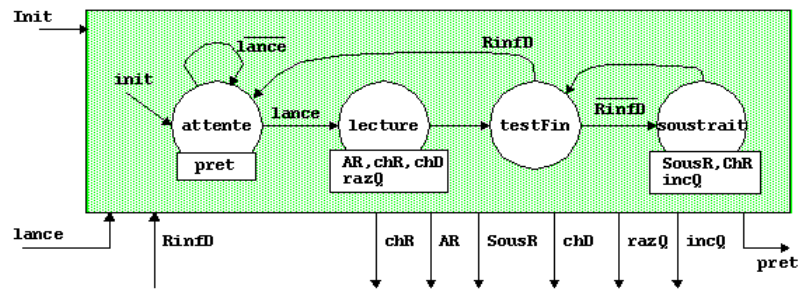 Init
lance
RinfD
init
lance
RinfD
attente
lecture
testFin
soustrait
pret
AR,chR,chD
razQ
SousR,ChR
incQ
lance
RinfD
chR
AR
SousR
chD
razQ
incQ
pret